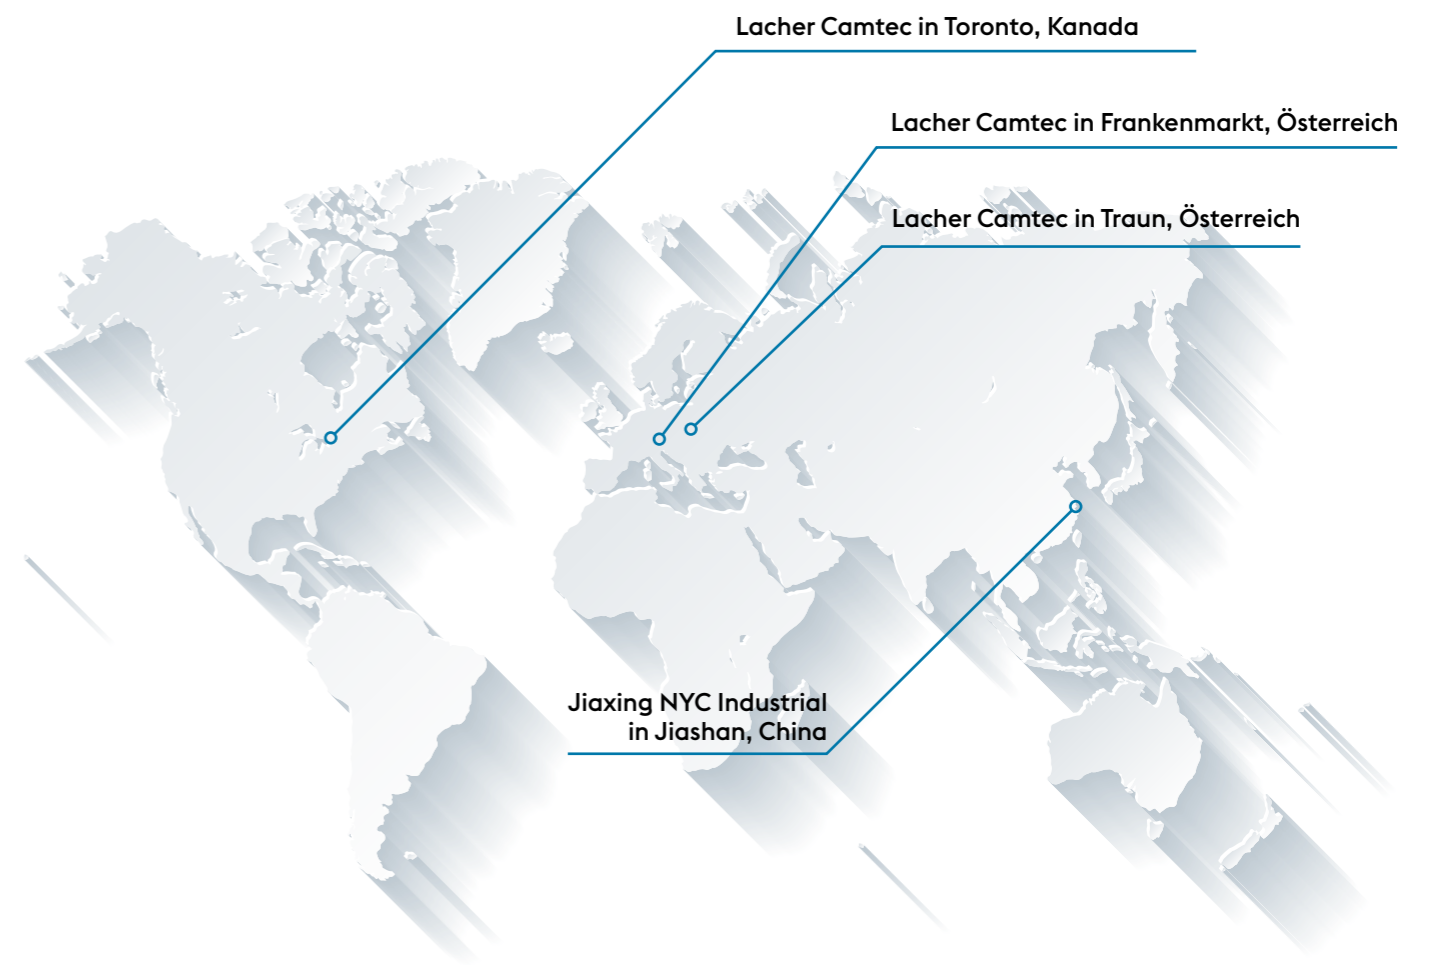 Lacher Camtec in Toronto, Kanada
Lacher Camtec in Frankenmarkt, Österreich
Lacher Camtec in Traun, Österreich
Jiaxing NYC Industrial
in Jiashan, China